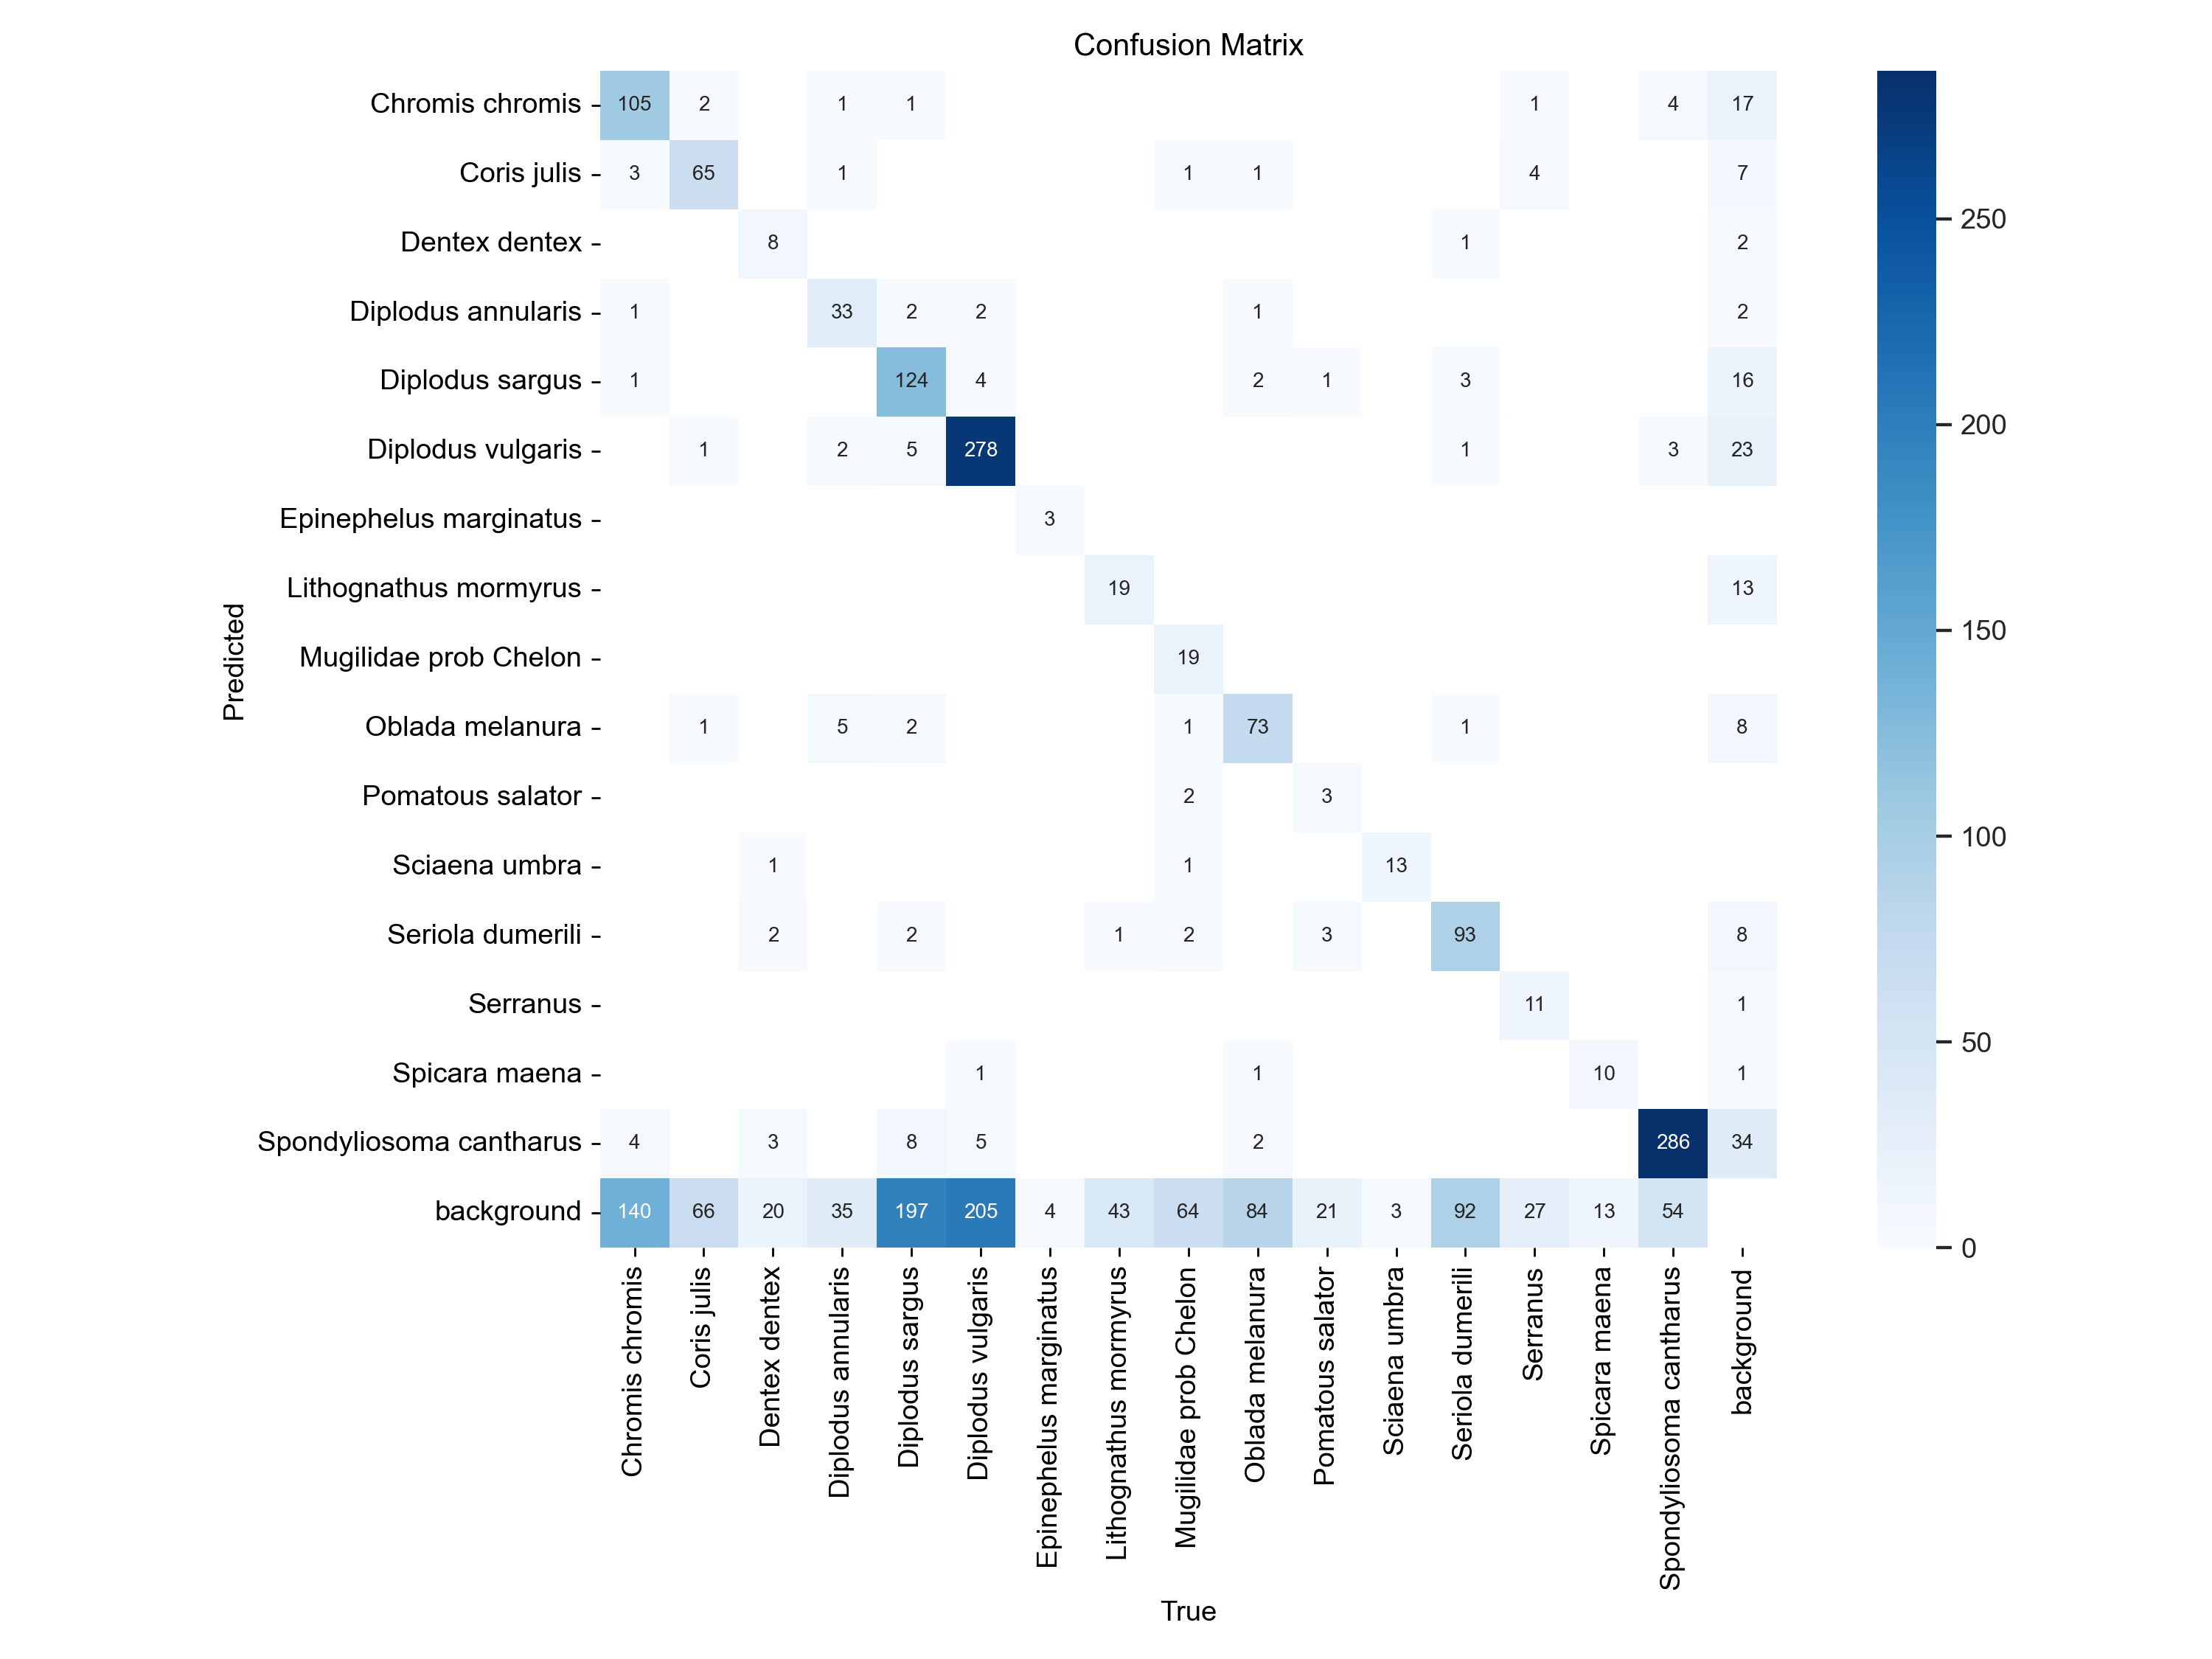 Confusion Matrix
Chromis chromis 105 2 1 1 1 4 17
Coris julis 3 65 1 1 1 4 7
250
Dentex dentex 8 1 2
Diplodus annularis 1 33 2 2 1 2
Diplodus sargus 1 124 4 2 1 3 16
200
Diplodus vulgaris 1 2 5 278 1 3 23
Epinephelus marginatus 3
Lithognathus mormyrus 19 13
150
Predicted
Mugilidae prob Chelon 19
Oblada melanura 1 5 2 1 73 1 8
Pomatous salator 2 3
100
Sciaena umbra 1 1 13
Seriola dumerili 2 2 1 2 3 93 8
Serranus 11 1
50
Spicara maena 1 1 10 1
Spondyliosoma cantharus 4 3 8 5 2 286 34
background 140 66 20 35 197 205 4 43 64 84 21 3 92 27 13 54
0
Chromis chromis
Coris julis
Dentex dentex
Diplodus annularis
Diplodus sargus
Diplodus vulgaris
Epinephelus marginatus
Lithognathus mormyrus
Mugilidae prob Chelon
Oblada melanura
Pomatous salator
Sciaena umbra
Seriola dumerili
Serranus
Spicara maena
Spondyliosoma cantharus
background
True